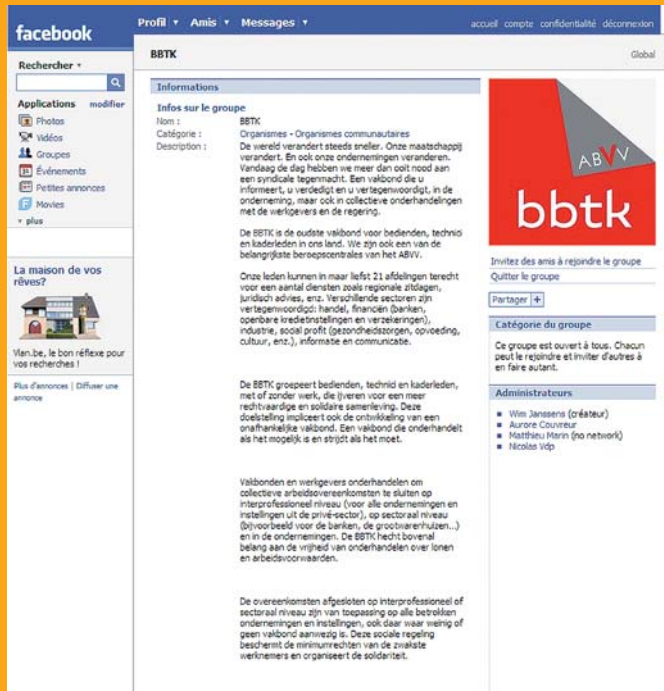 facebook
Profil ▾ Amis ▾ Messages ▾
accueil compte confidentialité déconnexion
Rechercher ▾
Applications modifier
Photos
Vidéos
Groupes
Événements
Petites annonces
Movies
▾ plus
La maison de vos
rêves?
Vlan.be, le bon réflexe pour
vos recherches !
Plus d'annonces | Diffuser une
annonce
BBTK
Global
Informations
Infos sur le groupe
Nom : BBTK
Catégorie : Organismes - Organismes communautaires
Description : De wereld verandert steeds sneller. Onze maatschappij
verandert. En ook onze ondernemingen veranderen.
Vandaag de dag hebben we meer dan ooit nood aan
een syndicale tegenmacht. Een vakbond die u
informeert, u verdedigt en u vertegenwoordigt, in de
onderneming, maar ook in collectieve onderhandelingen
met de werkgevers en de regering.
De BBTK is de oudste vakbond voor bedienden, technici
en kaderleden in ons land. We zijn ook een van de
belangrijkste beroepscentrales van het ABVV.
Onze leden kunnen in maar liefst 21 afdelingen terecht
voor een aantal diensten zoals regionale zitdagen,
juridisch advies, enz. Verschillende sectoren zijn
vertegenwoordigd: handel, financiën (banken,
openbare kredietinstellingen en verzekeringen),
industrie, social profit (gezondheidszorgen, opvoeding,
cultuur, enz.), informatie en communicatie.
De BBTK groepeert bedienden, technici en kaderleden,
met of zonder werk, die ijveren voor een meer
rechtvaardige en solidaire samenleving. Deze
doelstelling impliceert ook de ontwikkeling van een
onafhankelijke vakbond. Een vakbond die onderhandelt
als het mogelijk is en strijdt als het moet.
Vakbonden en werkgevers onderhandelen om
collectieve arbeidsovereenkomsten te sluiten op
interprofessioneel niveau (voor alle ondernemingen en
instellingen uit de privé-sector), op sectoraal niveau
(bijvoorbeeld voor de banken, de grootwarenhuizen...)
en in de ondernemingen. De BBTK hecht bovenal
belang aan de vrijheid van onderhandelen over lonen
en arbeidsvoorwaarden.
De overeenkomsten afgesloten op interprofessioneel of
sectoraal niveau zijn van toepassing op alle betrokken
ondernemingen en instellingen, ook daar waar weinig of
geen vakbond aanwezig is. Deze sociale regeling
beschermt de minimumrechten van de zwakste
werknemers en organiseert de solidariteit.
ABVV
bbtk
Invitez des amis à rejoindre le groupe
Quitter le groupe
Partager +
Catégorie du groupe
Ce groupe est ouvert à tous. Chacun
peut le rejoindre et inviter d'autres à
en faire autant.
Administrateurs
Wim Janssens (créateur)
Aurore Couvreur
Matthieu Marin (no network)
Nicolas Vdp